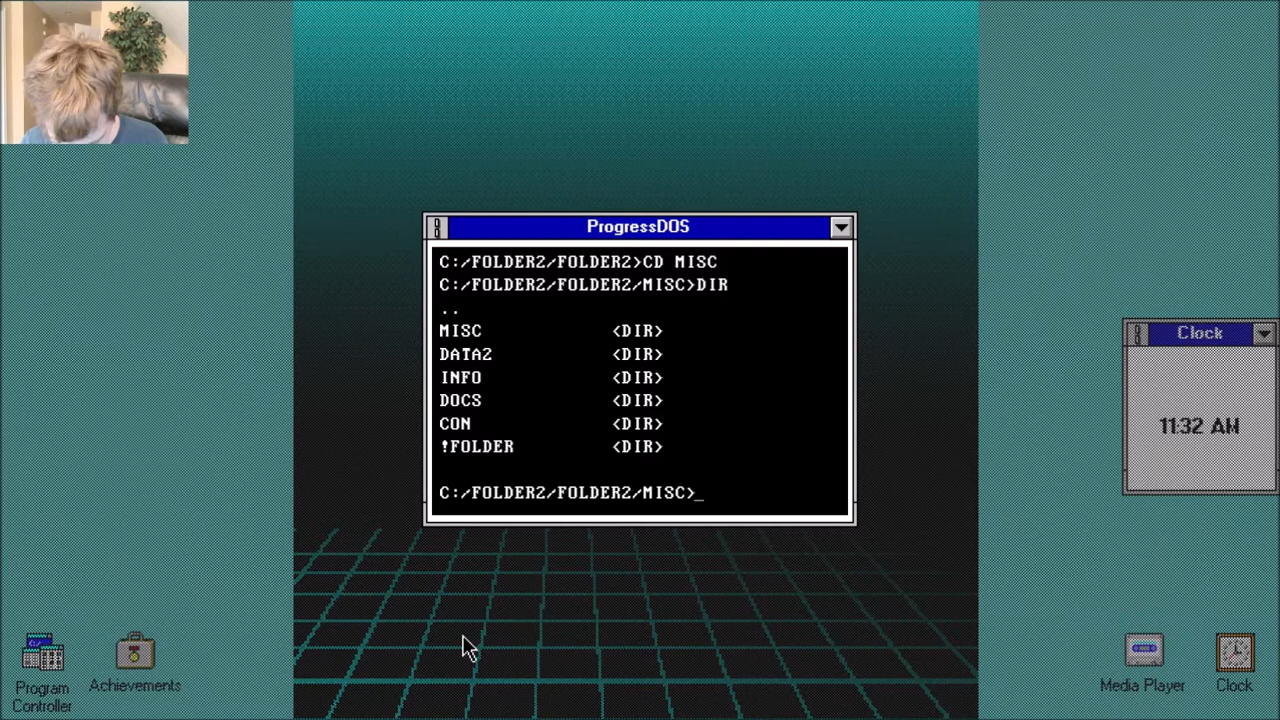 ProgressDOS
C:/FOLDER2/FOLDER2>CD MISC
C:/FOLDER2/FOLDER2/MISC>DIR
..
MISC <DIR>
DATA2 <DIR>
INFO <DIR>
DOCS <DIR>
CON <DIR>
!FOLDER <DIR>
C:/FOLDER2/FOLDER2/MISC>_
Clock
11:32 AM
Program
Controller
Achievements
Media Player
Clock